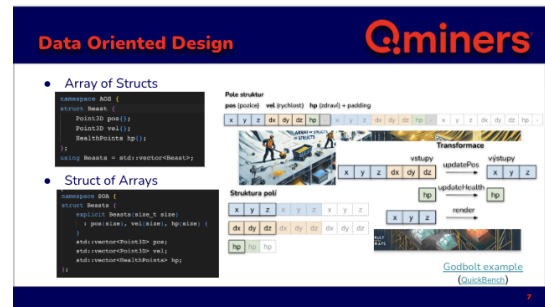 Data Oriented Design
Qminers
• Array of Structs
namespace AOS {
struct Beast {
Point3D pos();
Point3D vel();
HealthPoints hp();
};
using Beasts = std::vector<Beast>;
• Struct of Arrays
namespace SOA {
struct Beasts {
explicit Beasts(size_t size)
: pos(size), vel(size), hp(size) {
}
std::vector<Point3D> pos;
std::vector<Point3D> vel;
std::vector<HealthPoints> hp;
};
Pole struktur
pos (pozice) vel (rychlost) hp (zdraví) + padding
x y z dx dy dz hp - x y z dx dy dz hp - x y z dx dy dz hp -
Transformace
vstupy výstupy
x y z dx dy dz updatePos x y z
hp updateHealth hp
x y z render
Struktura polí
x y z x y z x y z
dx dy dz dx dy dz dx dy dz
hp hp hp
Godbolt example
(QuickBench)
7